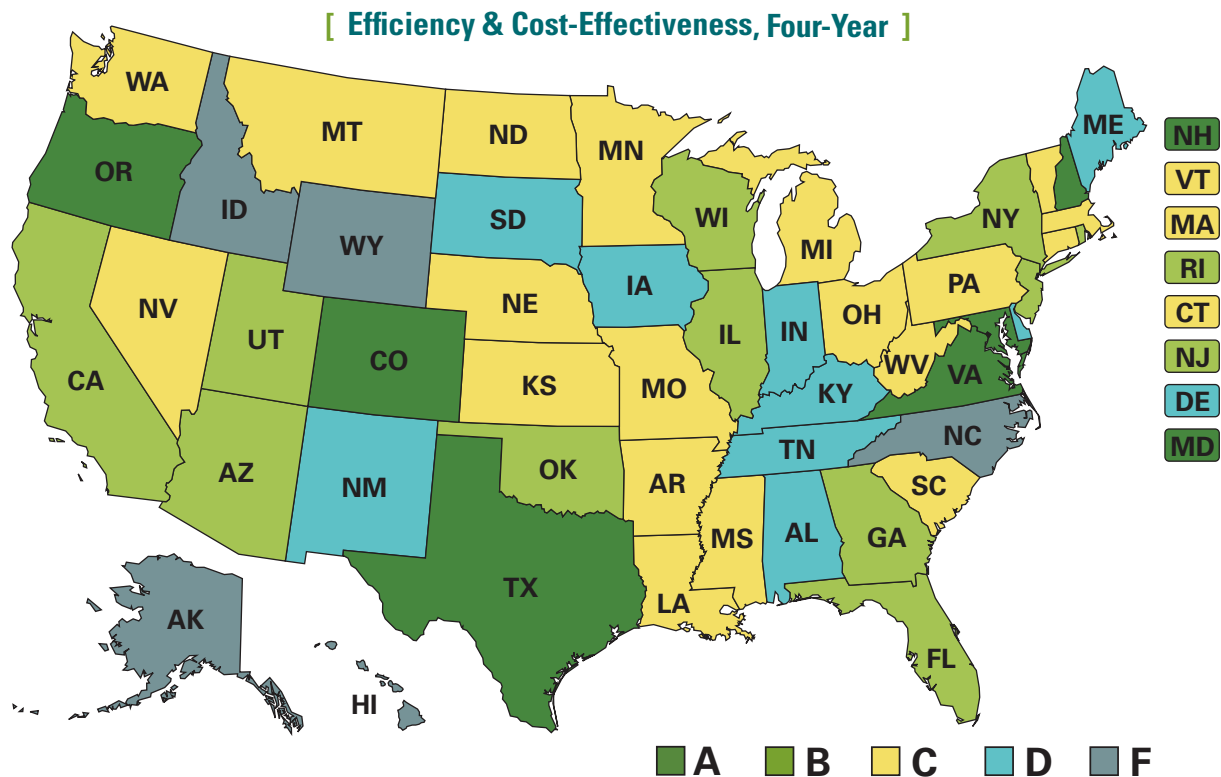 [ Efficiency & Cost-Effectiveness, Four-Year ]
WA
MT
ND
MN
ME
NH
OR
ID
SD
WI
NY
VT
WY
MI
MA
IA
PA
RI
NV
NE
IL
IN
OH
CT
UT
CO
WV
NJ
CA
KS
MO
KY
VA
DE
AZ
NM
OK
AR
TN
NC
MD
SC
MS
AL
GA
TX
LA
AK
FL
HI
A B C D F